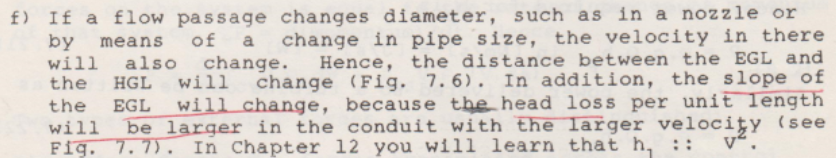 f) If a flow passage changes diameter, such as in a nozzle or
by means of a change in pipe size, the velocity in there
will also change. Hence, the distance between the EGL and
the HGL will change (Fig. 7.6). In addition, the slope of
the EGL will change, because the head loss per unit length
will be larger in the conduit with the larger velocity (see
Fig. 7.7). In Chapter 12 you will learn that h_l :: V².